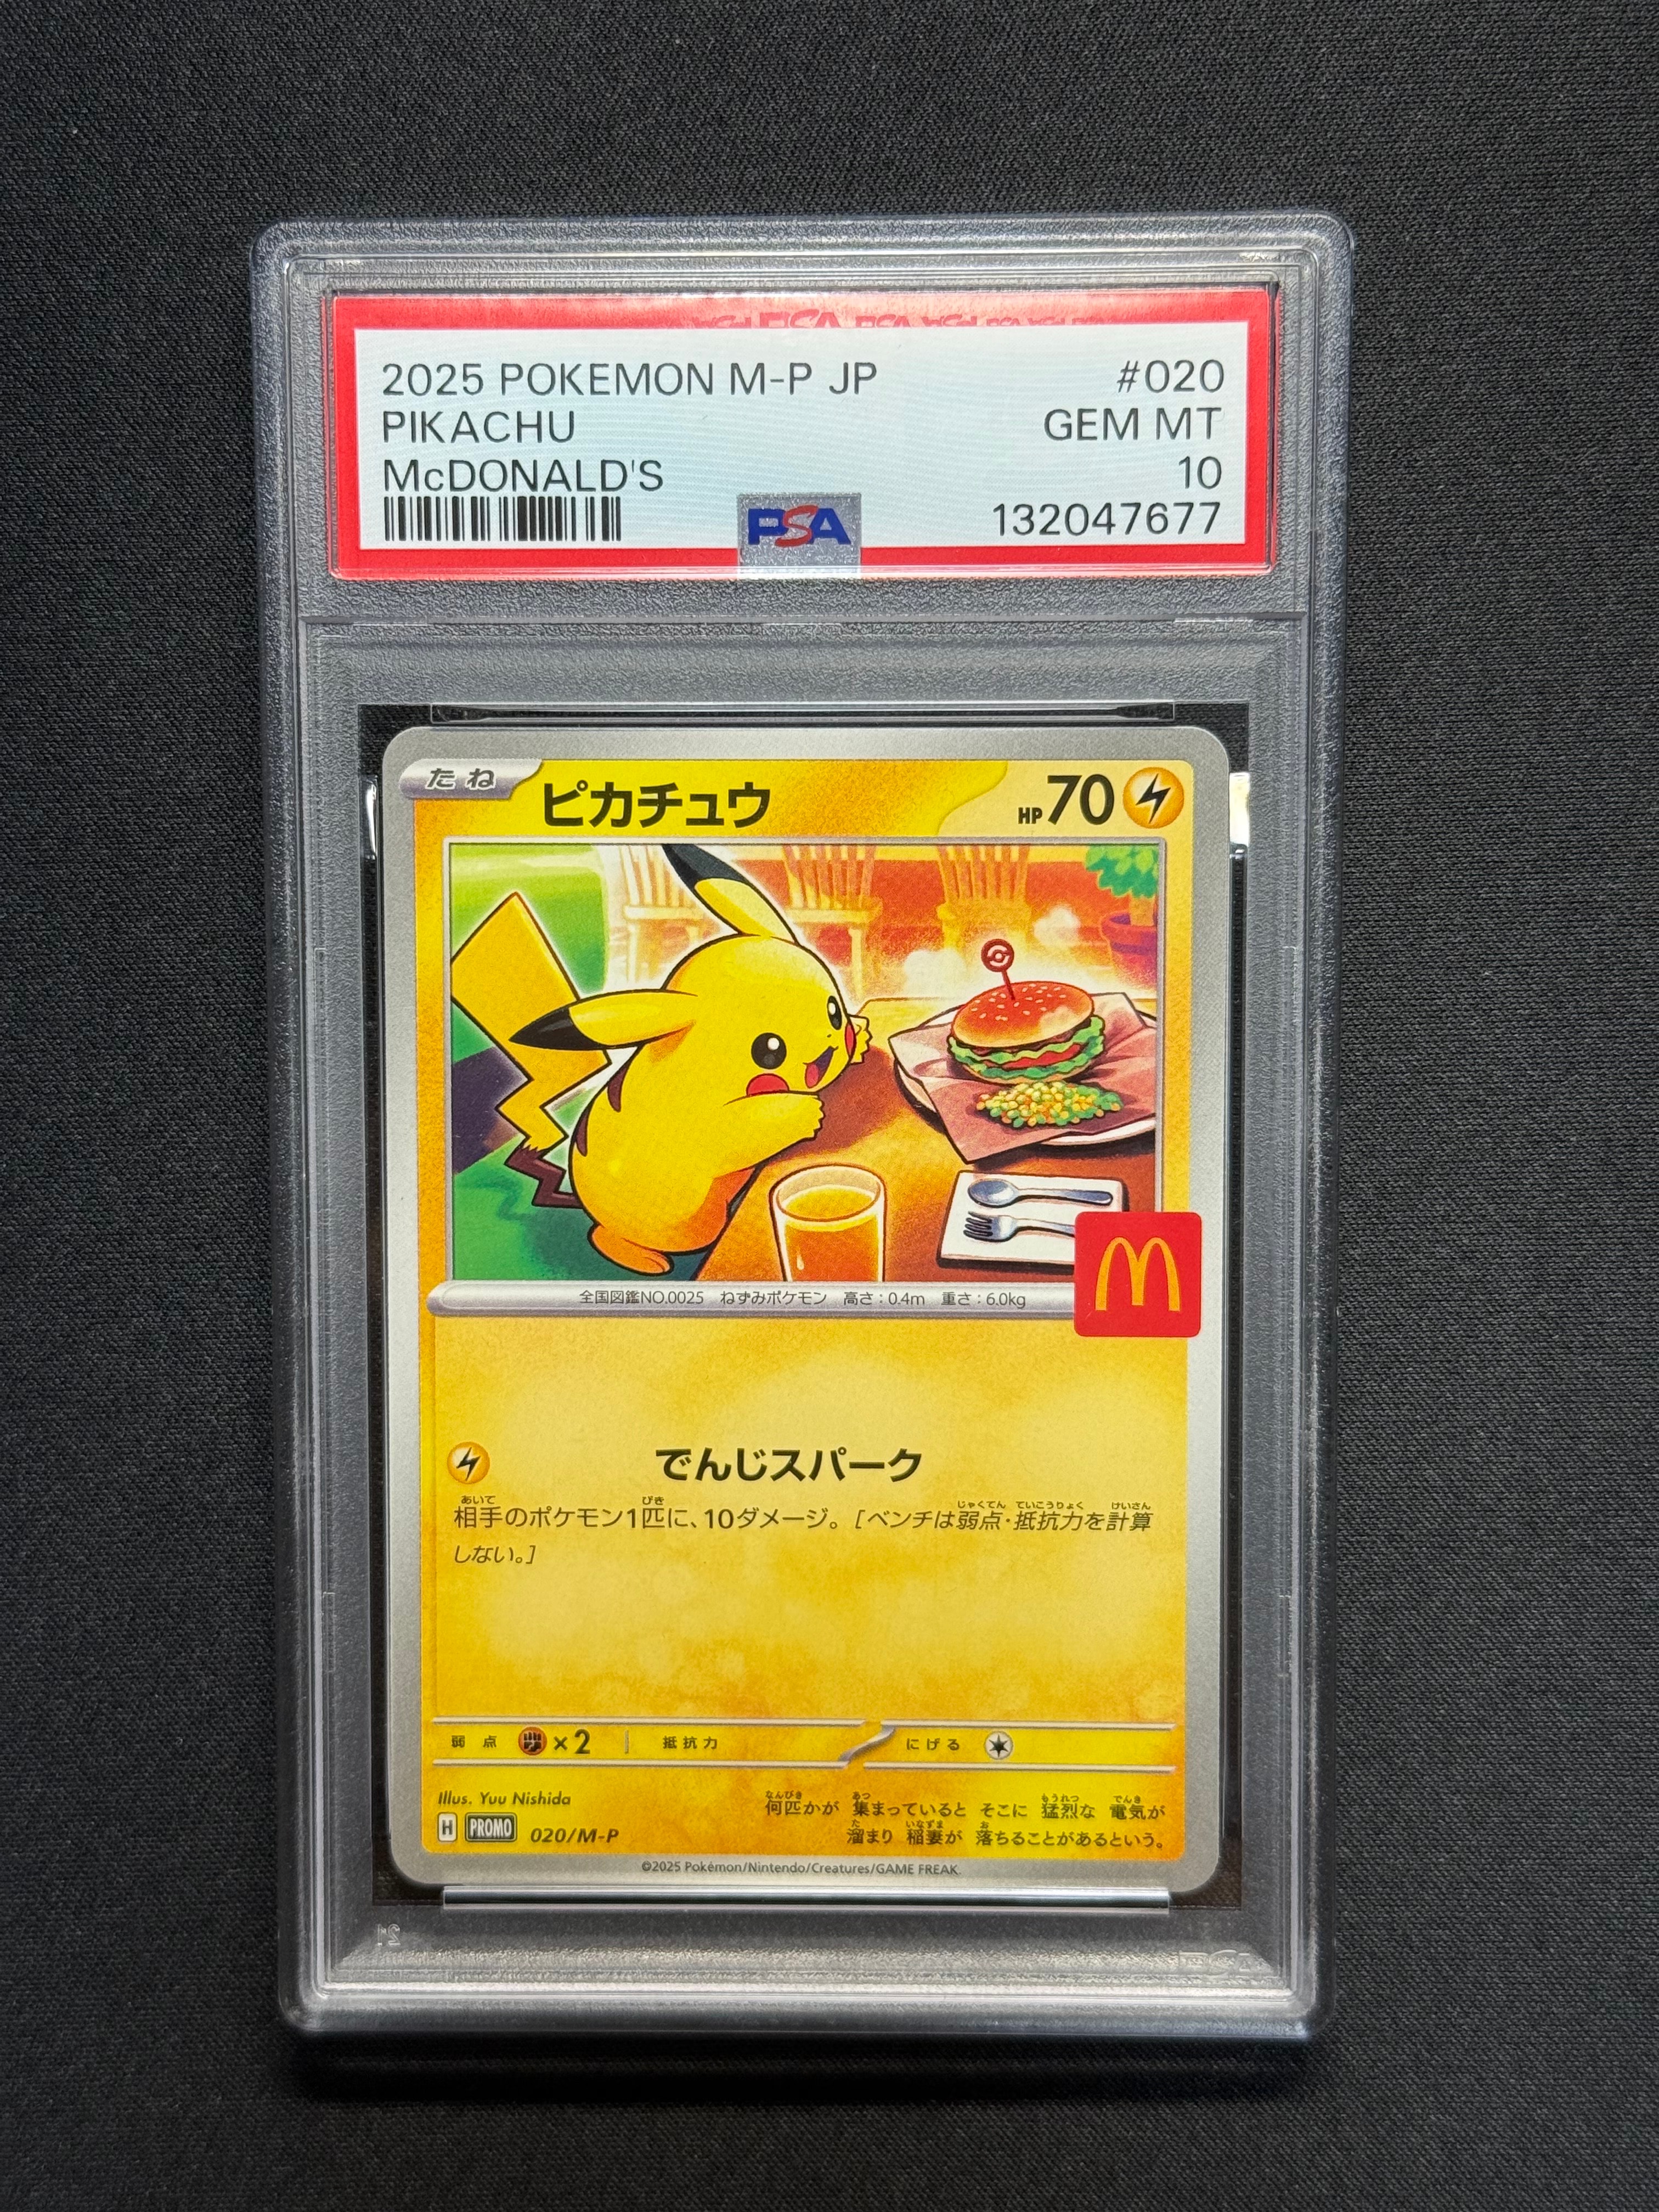 2025 POKEMON M-P JP #020
PIKACHU GEM MT
McDONALD'S 10
PSA 132047677
たね ピカチュウ HP70
全国図鑑NO.0025 ねずみポケモン 高さ:0.4m 重さ:6.0kg
でんじスパーク
相手のポケモン1匹に、10ダメージ。[ベンチは弱点・抵抗力を計算
しない。]
弱点 ×2 抵抗力 にげる
Illus. Yuu Nishida
H PROMO 020/M-P
何匹かが 集まっていると そこに 猛烈な 電気が
溜まり 稲妻が 落ちることがあるという。
©2025 Pokémon/Nintendo/Creatures/GAME FREAK